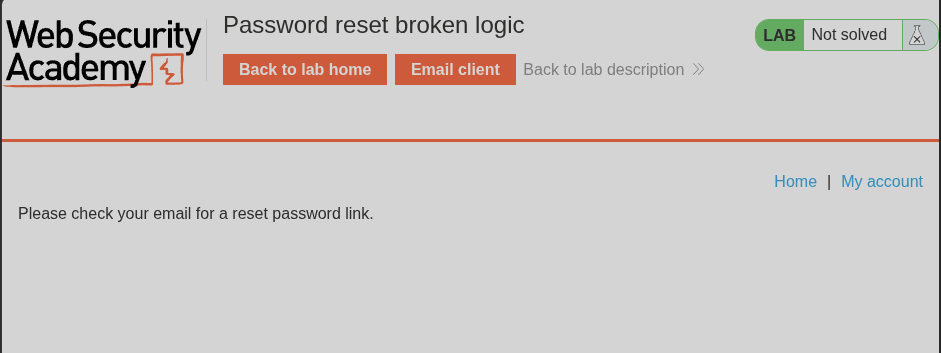 Web Security
Academy
Password reset broken logic
Back to lab home
Email client
Back to lab description
LAB
Not solved
Home | My account
Please check your email for a reset password link.